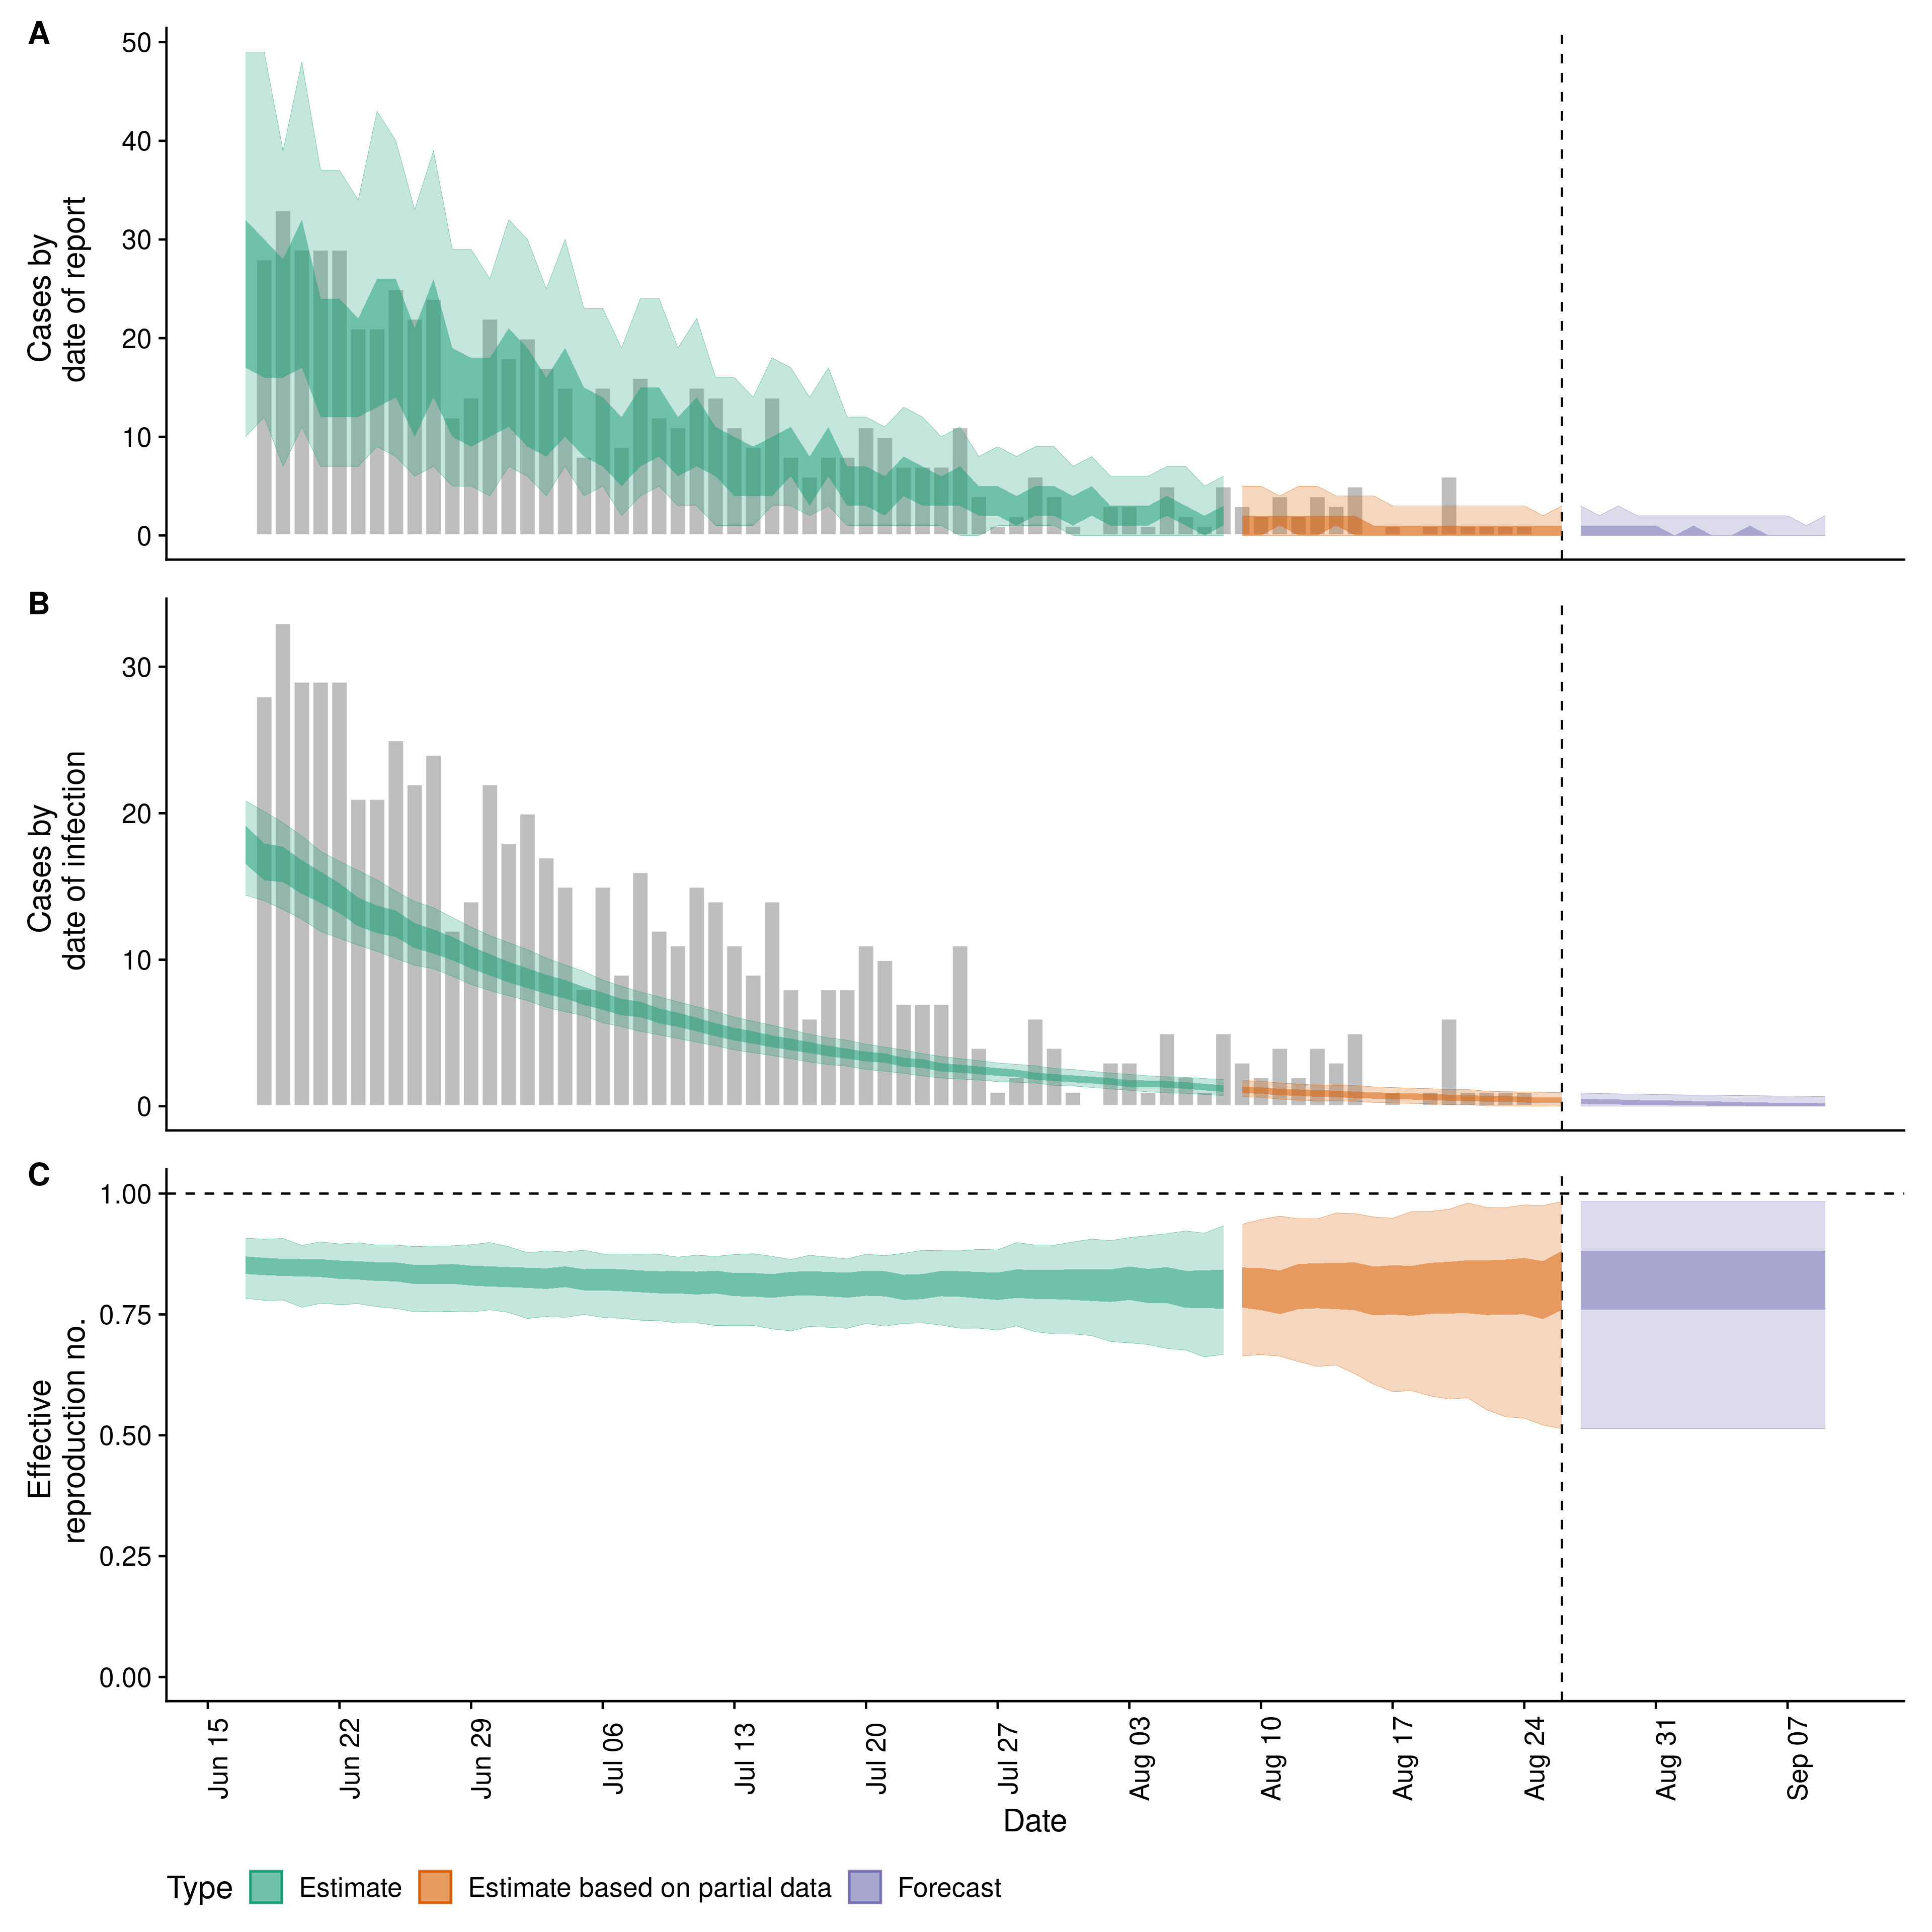 A
50
40
30
20
10
0
Cases by
date of report
B
30
20
10
0
Cases by
date of infection
C
1.00
0.75
0.50
0.25
0.00
Effective
reproduction no.
Jun 15
Jun 22
Jun 29
Jul 06
Jul 13
Jul 20
Jul 27
Aug 03
Aug 10
Aug 17
Aug 24
Aug 31
Sep 07
Date
Type Estimate Estimate based on partial data Forecast